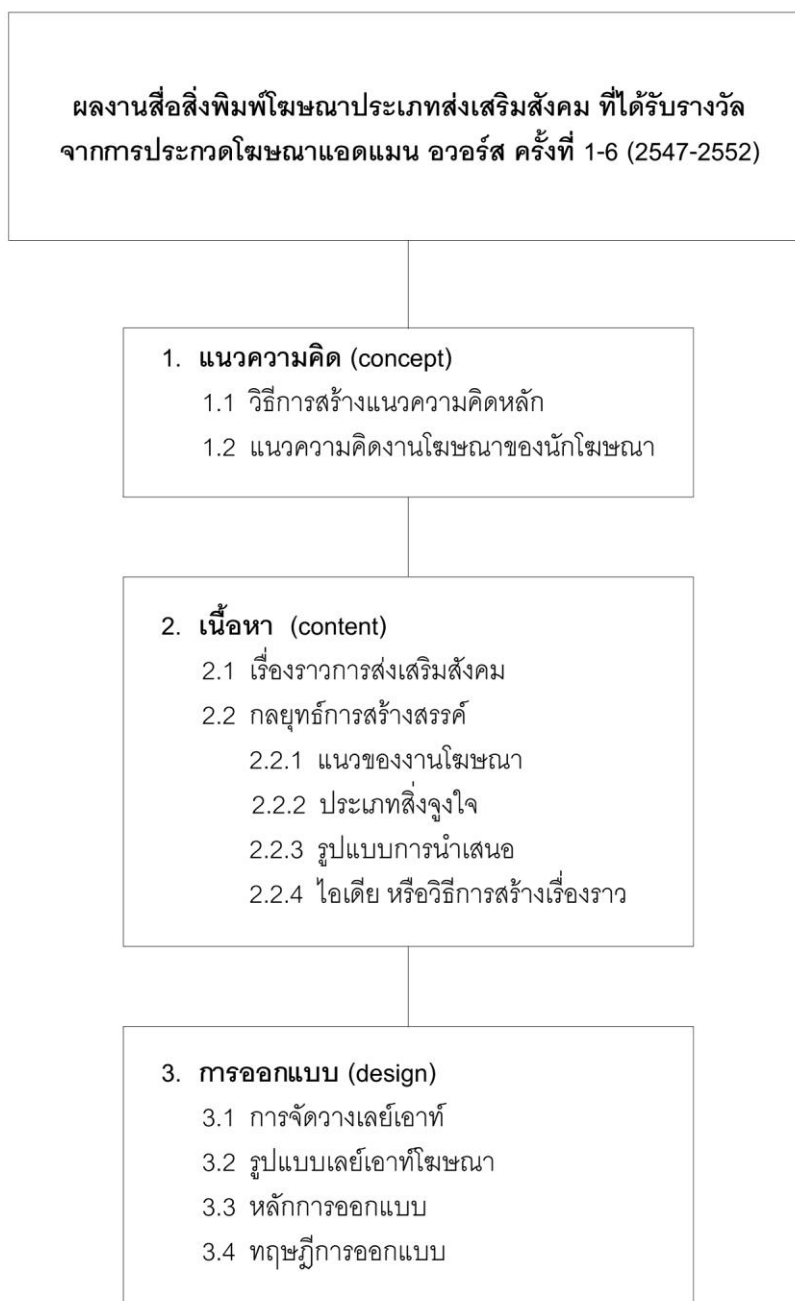 ผลงานสื่อสิ่งพิมพ์โฆษณาประเภทส่งเสริมสังคม ที่ได้รับรางวัล
จากการประกวดโฆษณาแอดแมน อวอร์ส ครั้งที่ 1-6 (2547-2552)
1. แนวความคิด (concept)
1.1 วิธีการสร้างแนวความคิดหลัก
1.2 แนวความคิดงานโฆษณาของนักโฆษณา
2. เนื้อหา (content)
2.1 เรื่องราวการส่งเสริมสังคม
2.2 กลยุทธ์การสร้างสรรค์
2.2.1 แนวของงานโฆษณา
2.2.2 ประเภทสิ่งจูงใจ
2.2.3 รูปแบบการนำเสนอ
2.2.4 ไอเดีย หรือวิธีการสร้างเรื่องราว
3. การออกแบบ (design)
3.1 การจัดวางเลย์เอาท์
3.2 รูปแบบเลย์เอาท์โฆษณา
3.3 หลักการออกแบบ
3.4 ทฤษฎีการออกแบบ